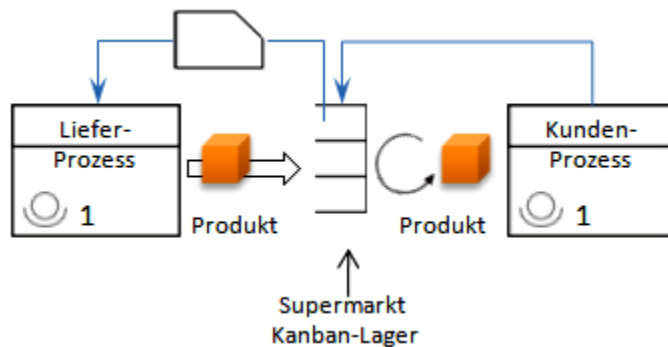 Liefer-
Prozess
1
Produkt
Produkt
Kunden-
Prozess
1
Supermarkt
Kanban-Lager